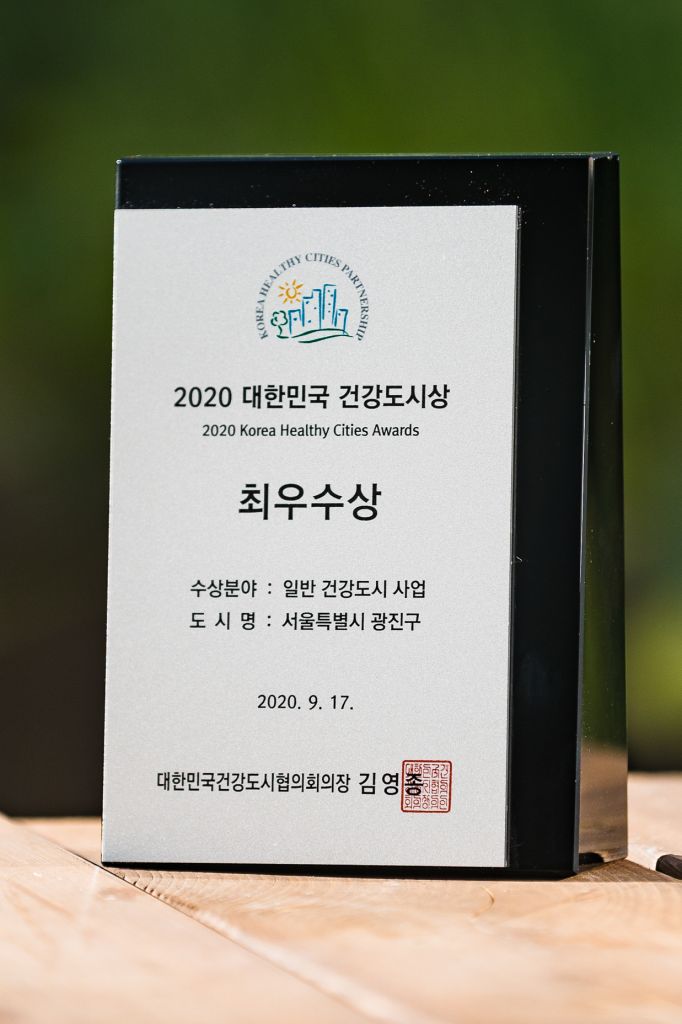 KOREA HEALTHY CITIES PARTNERSHIP
2020 대한민국 건강도시상
2020 Korea Healthy Cities Awards
최우수상
수상분야 : 일반 건강도시 사업
도 시 명 : 서울특별시 광진구
2020. 9. 17.
대한민국건강도시협의회의장 김영종